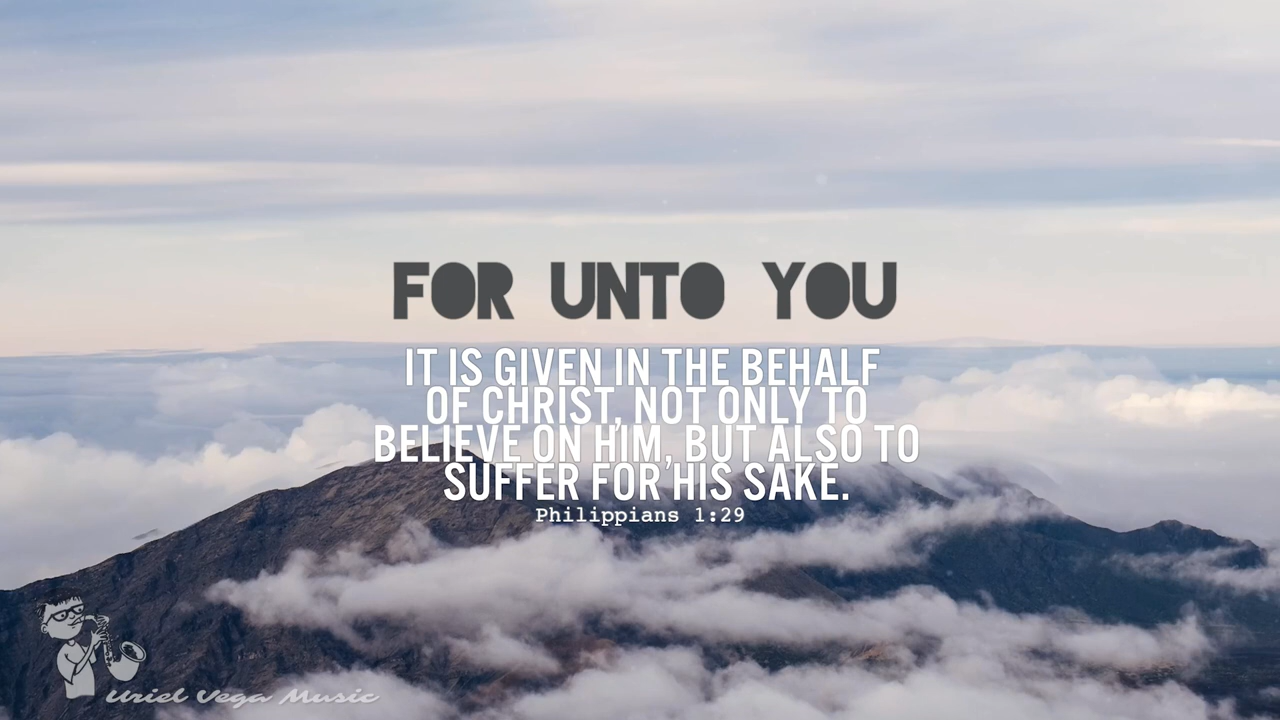 FOR UNTO YOU
IT IS GIVEN IN THE BEHALF
OF CHRIST, NOT ONLY TO
BELIEVE ON HIM, BUT ALSO TO
SUFFER FOR HIS SAKE.
Philippians 1:29
Uriel Vega Music